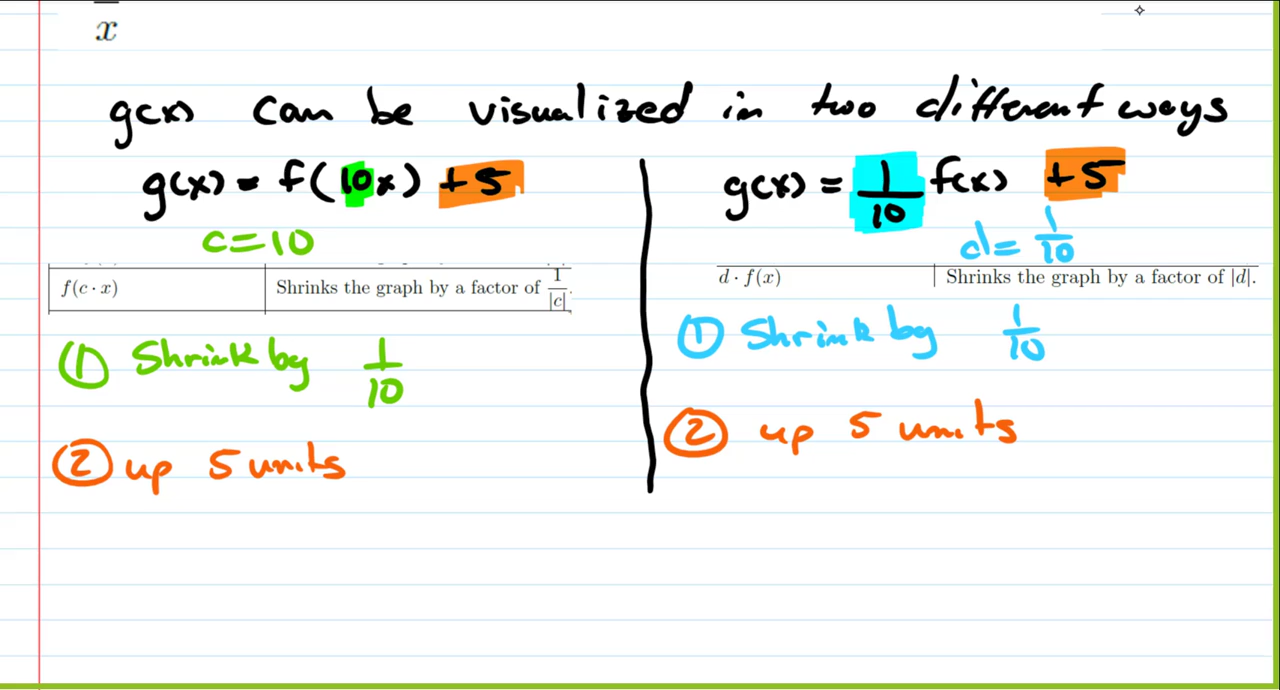 x
g(x) can be visualized in two different ways
g(x) = f(10x) +5
c=10
f(c · x) Shrinks the graph by a factor of 1/|c|.
① Shrink by 1/10
② up 5 units
g(x) = 1/10 f(x) +5
d= 1/10
d · f(x) Shrinks the graph by a factor of |d|.
① Shrink by 1/10
② up 5 units